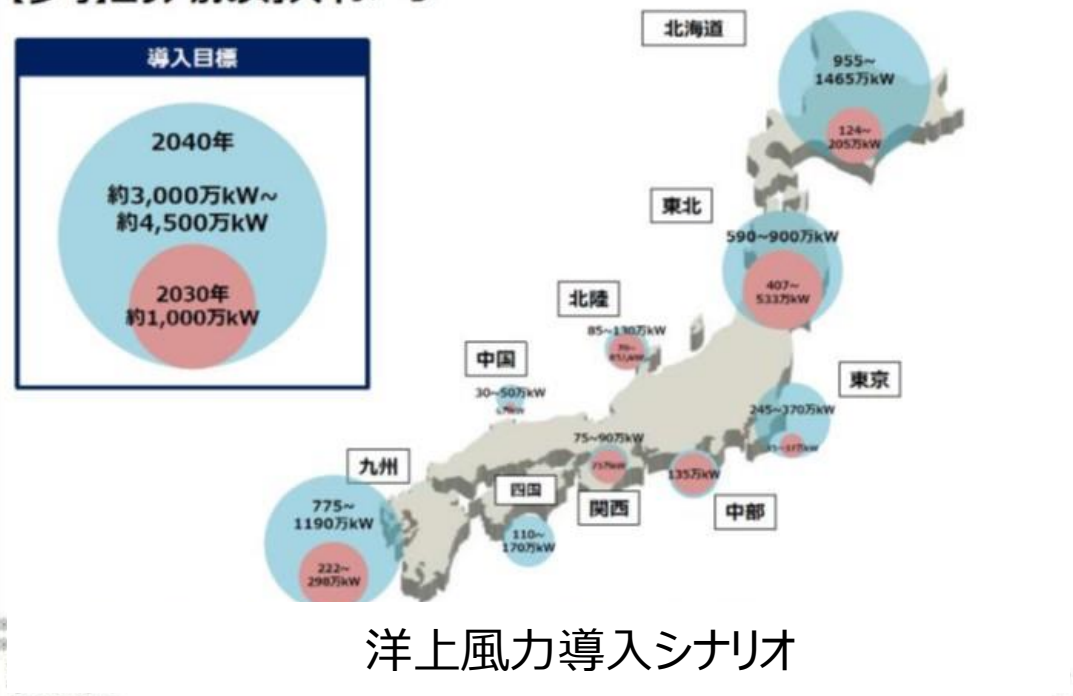 導入目標
2040年
約3,000万kW~
約4,500万kW
2030年
約1,000万kW
北海道
955~
1465万kW
124~
205万kW
東北
590~900万kW
407~
533万kW
北陸
85~130万kW
中国
30~50万kW
東京
245~370万kW
関西
75~90万kW
中部
135万kW
四国
110~
170万kW
九州
775~
1190万kW
222~
298万kW
洋上風力導入シナリオ